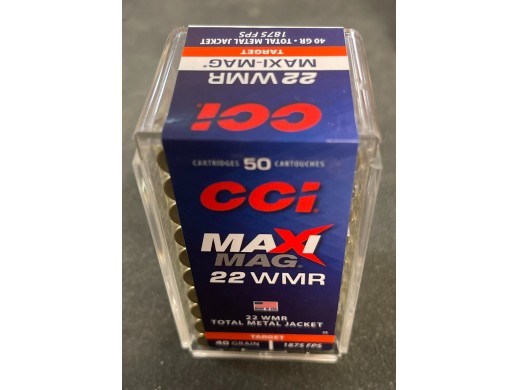 40 GR • TOTAL METAL JACKET
1875 FPS
TARGET
MAXI-MAG®
22 WMR
CCI
CARTRIDGES 50 CARTOUCHES
CCI
MAXI
MAG®
22 WMR
22 WMR
TOTAL METAL JACKET
TARGET
40 GRAIN 1875 FPS